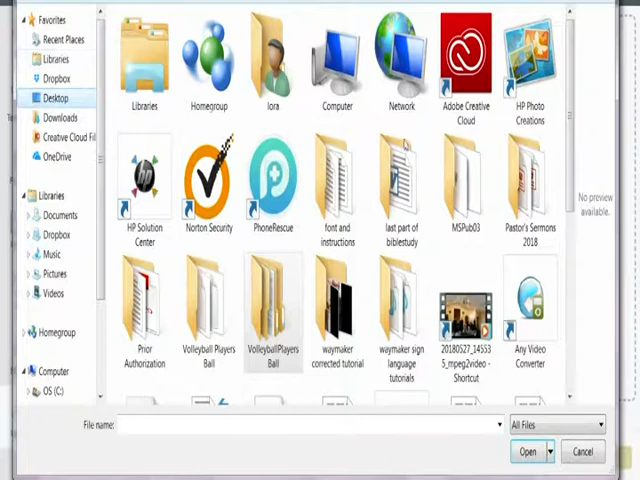 Favorites
Recent Places
Libraries
Dropbox
Desktop
Downloads
Creative Cloud Fil
OneDrive
Libraries
Documents
Dropbox
Music
Pictures
Videos
Homegroup
Computer
OS (C:)
Libraries
Homegroup
lora
Computer
Network
Adobe Creative
Cloud
HP Photo
Creations
HP Solution
Center
Norton Security
PhoneRescue
font and
instructions
last part of
biblestudy
MSPub03
Pastor's Sermons
2018
Prior
Authorization
Volleyball Players
Ball
VolleyballPlayers
Ball
waymaker
corrected tutorial
waymaker sign
language
tutorials
20180527_14553
5_mpeg2video -
Shortcut
Any Video
Converter
No preview
available.
File name:
All Files
Open
Cancel